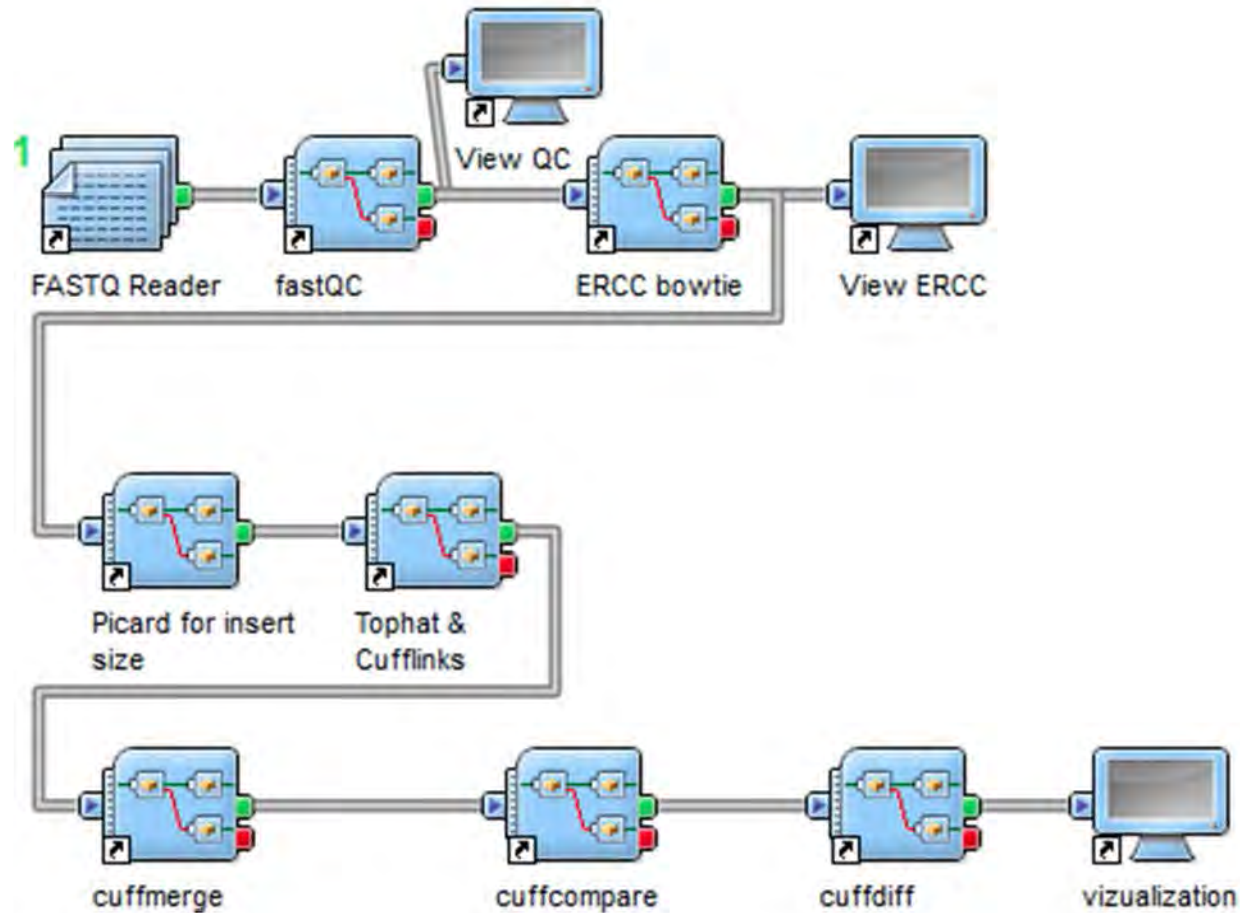 View QC
1
FASTQ Reader
fastQC
ERCC bowtie
View ERCC
Picard for insert
size
Tophat &
Cufflinks
cuffmerge
cuffcompare
cuffdiff
vizualization